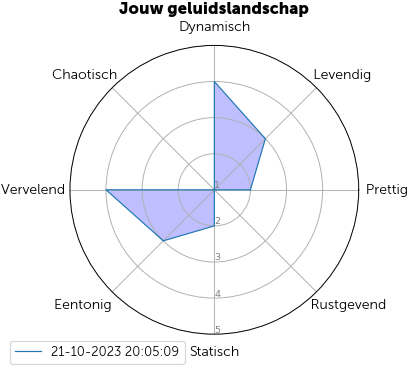 Jouw geluidslandschap
Dynamisch
Chaotisch
Levendig
Vervelend
1
Prettig
2
3
Eentonig
4
Rustgevend
5
21-10-2023 20:05:09
Statisch